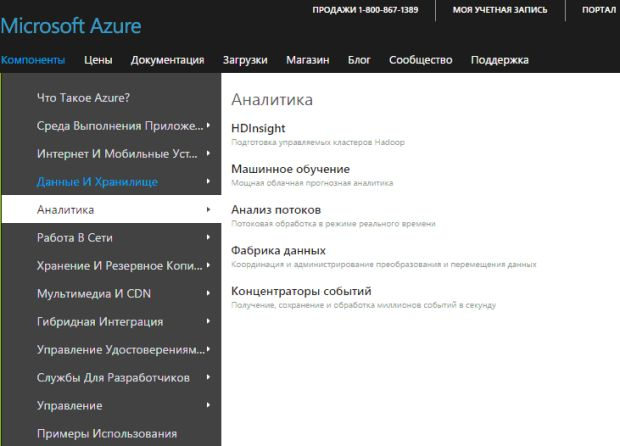 ПРОДАЖИ 1-800-867-1389 МОЯ УЧЕТНАЯ ЗАПИСЬ ПОРТАЛ
Microsoft Azure
Компоненты Цены Документация Загрузки Магазин Блог Сообщество Поддержка
Что Такое Azure?
Среда Выполнения Приложе...
Интернет И Мобильные Уст...
Данные И Хранилище
Аналитика
Работа В Сети
Хранение И Резервное Копи...
Мультимедиа И CDN
Гибридная Интеграция
Управление Удостоверениям...
Службы Для Разработчиков
Управление
Примеры Использования
Аналитика
HDInsight
Подготовка управляемых кластеров Hadoop
Машинное обучение
Мощная облачная прогнозная аналитика
Анализ потоков
Потоковая обработка в режиме реального времени
Фабрика данных
Координация и администрирование преобразования и перемещения данных
Концентраторы событий
Получение, сохранение и обработка миллионов событий в секунду